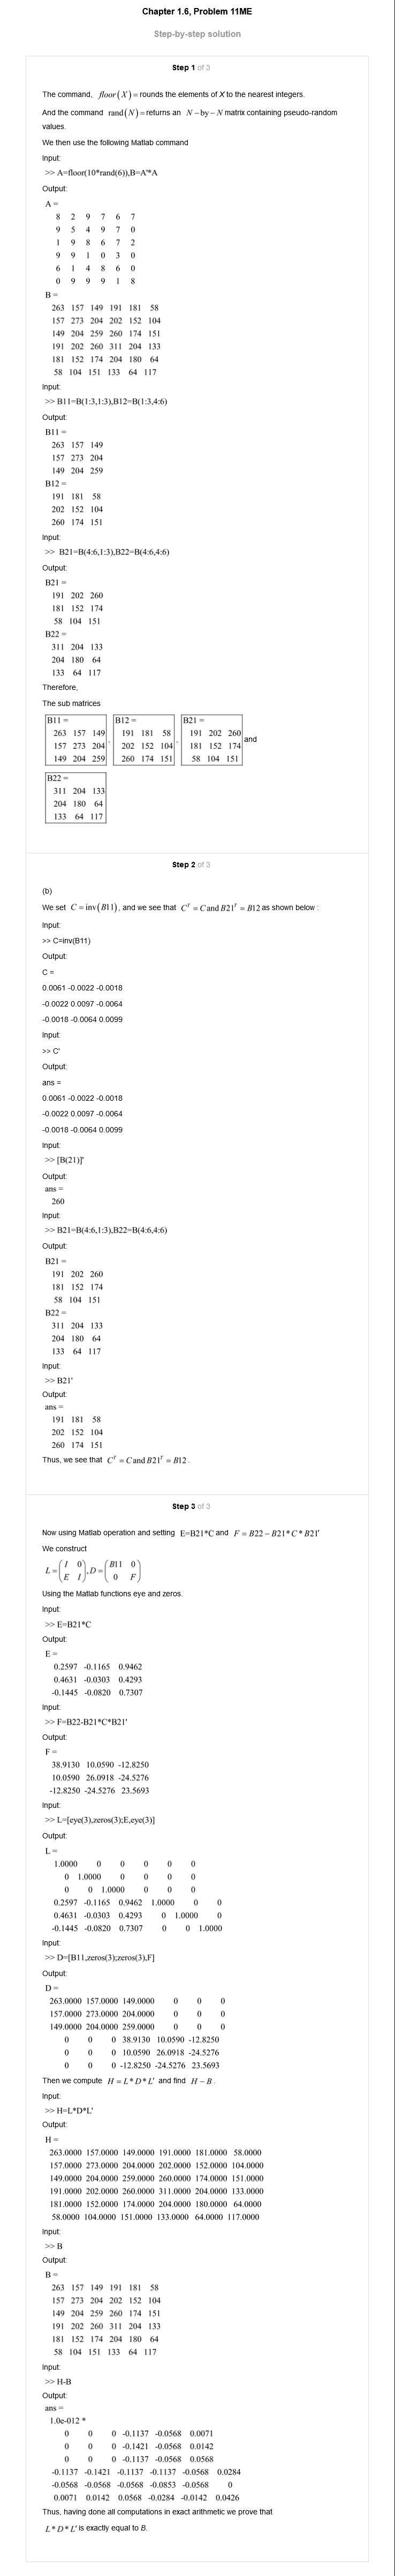 Chapter 1.6, Problem 11ME
Step-by-step solution
Step 1 of 3
The command, floor(X) = rounds the elements of X to the nearest integers.
And the command rand(N) = returns an N − by − N matrix containing pseudo-random
values.
We then use the following Matlab command
Input:
>> A=floor(10*rand(6)),B=A'*A
Output:
A =
8 2 9 7 6 7
9 5 4 9 7 0
1 9 8 6 7 2
9 9 1 0 3 0
6 1 4 8 6 0
0 9 9 9 1 8
B =
263 157 149 191 181 58
157 273 204 202 152 104
149 204 259 260 174 151
191 202 260 311 204 133
181 152 174 204 180 64
58 104 151 133 64 117
Input:
>> B11=B(1:3,1:3),B12=B(1:3,4:6)
Output:
B11 =
263 157 149
157 273 204
149 204 259
B12 =
191 181 58
202 152 104
260 174 151
Input:
>> B21=B(4:6,1:3),B22=B(4:6,4:6)
Output:
B21 =
191 202 260
181 152 174
58 104 151
B22 =
311 204 133
204 180 64
133 64 117
Therefore,
The sub matrices
B11 = B12 = B21 =
263 157 149 191 181 58 191 202 260
157 273 204 , 202 152 104 , 181 152 174 and
149 204 259 260 174 151 58 104 151
B22 =
311 204 133
204 180 64
133 64 117
Step 2 of 3
(b)
We set C = inv(B11), and we see that C^T = C and B21^T = B12 as shown below :
Input:
>> C=inv(B11)
Output:
C =
0.0061 -0.0022 -0.0018
-0.0022 0.0097 -0.0064
-0.0018 -0.0064 0.0099
Input:
>> C'
Output:
ans =
0.0061 -0.0022 -0.0018
-0.0022 0.0097 -0.0064
-0.0018 -0.0064 0.0099
Input:
>> [B(21)]'
Output:
ans =
260
Input:
>> B21=B(4:6,1:3),B22=B(4:6,4:6)
Output:
B21 =
191 202 260
181 152 174
58 104 151
B22 =
311 204 133
204 180 64
133 64 117
Input:
>> B21'
Output:
ans =
191 181 58
202 152 104
260 174 151
Thus, we see that C^T = C and B21^T = B12.
Step 3 of 3
Now using Matlab operation and setting E=B21*C and F = B22 − B21*C*B21'
We construct
L = (I 0; E I), D = (B11 0; 0 F)
Using the Matlab functions eye and zeros.
Input:
>> E=B21*C
Output:
E =
0.2597 -0.1165 0.9462
0.4631 -0.0303 0.4293
-0.1445 -0.0820 0.7307
Input:
>> F=B22-B21*C*B21'
Output:
F =
38.9130 10.0590 -12.8250
10.0590 26.0918 -24.5276
-12.8250 -24.5276 23.5693
Input:
>> L=[eye(3),zeros(3);E,eye(3)]
Output:
L =
1.0000 0 0 0 0 0
0 1.0000 0 0 0 0
0 0 1.0000 0 0 0
0.2597 -0.1165 0.9462 1.0000 0 0
0.4631 -0.0303 0.4293 0 1.0000 0
-0.1445 -0.0820 0.7307 0 0 1.0000
Input:
>> D=[B11,zeros(3);zeros(3),F]
Output:
D =
263.0000 157.0000 149.0000 0 0 0
157.0000 273.0000 204.0000 0 0 0
149.0000 204.0000 259.0000 0 0 0
0 0 0 38.9130 10.0590 -12.8250
0 0 0 10.0590 26.0918 -24.5276
0 0 0 -12.8250 -24.5276 23.5693
Then we compute H = L*D*L' and find H − B.
Input:
>> H=L*D*L'
Output:
H =
263.0000 157.0000 149.0000 191.0000 181.0000 58.0000
157.0000 273.0000 204.0000 202.0000 152.0000 104.0000
149.0000 204.0000 259.0000 260.0000 174.0000 151.0000
191.0000 202.0000 260.0000 311.0000 204.0000 133.0000
181.0000 152.0000 174.0000 204.0000 180.0000 64.0000
58.0000 104.0000 151.0000 133.0000 64.0000 117.0000
Input:
>> B
Output:
B =
263 157 149 191 181 58
157 273 204 202 152 104
149 204 259 260 174 151
191 202 260 311 204 133
181 152 174 204 180 64
58 104 151 133 64 117
Input:
>> H-B
Output:
ans =
1.0e-012 *
0 0 0 -0.1137 -0.0568 0.0071
0 0 0 -0.1421 -0.0568 0.0142
0 0 0 -0.1137 -0.0568 0.0568
-0.1137 -0.1421 -0.1137 -0.1137 -0.0568 0.0284
-0.0568 -0.0568 -0.0568 -0.0853 -0.0568 0
0.0071 0.0142 0.0568 -0.0284 -0.0142 0.0426
Thus, having done all computations in exact arithmetic we prove that
L*D*L' is exactly equal to B.